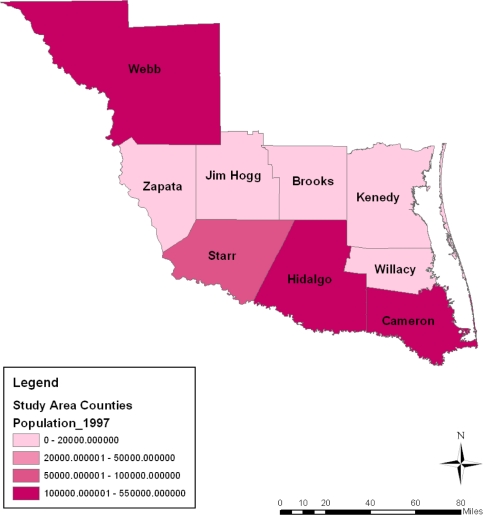 Webb
Jim Hogg
Brooks
Zapata
Kenedy
Starr
Willacy
Hidalgo
Cameron
Legend
Study Area Counties
Population_1997
0 - 20000.000000
20000.000001 - 50000.000000
50000.000001 - 100000.000000
100000.000001 - 550000.000000
N
0 10 20 40 60 80
Miles